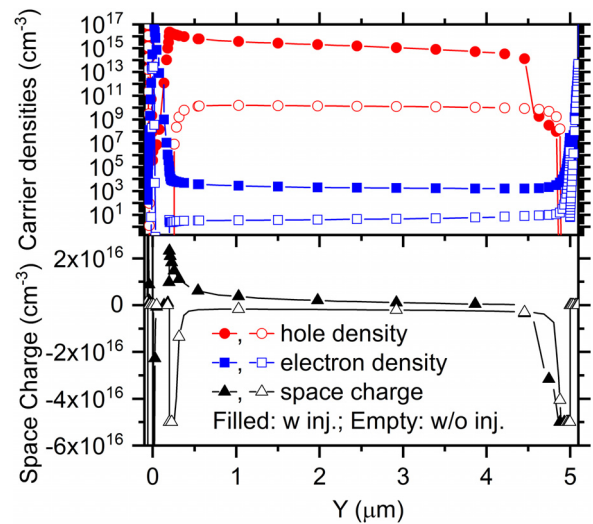 10^17
10^15
10^13
10^11
10^9
10^7
10^5
10^3
10^1
Carrier densities (cm^-3)
2x10^16
0
-2x10^16
-4x10^16
-6x10^16
Space Charge (cm^-3)
, hole density
, electron density
, space charge
Filled: w inj.; Empty: w/o inj.
0 1 2 3 4 5
Y (μm)